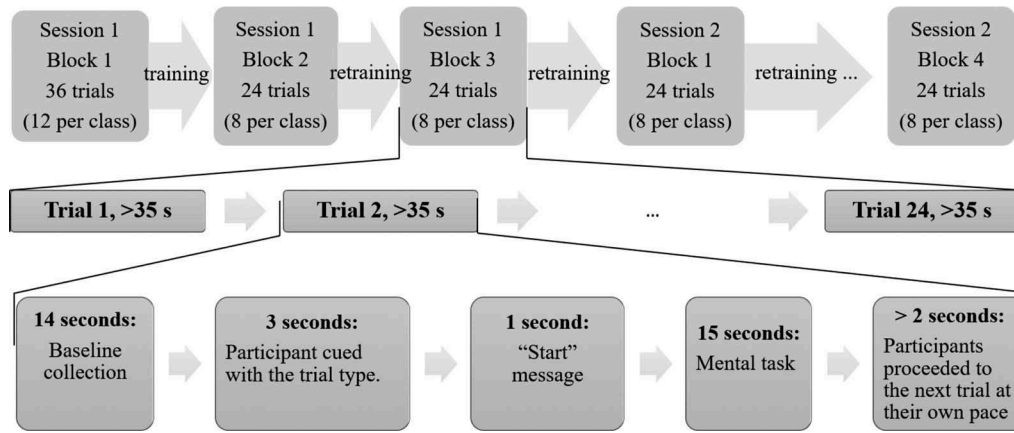 Session 1
Block 1
36 trials
(12 per class)
training
Session 1
Block 2
24 trials
(8 per class)
retraining
Session 1
Block 3
24 trials
(8 per class)
retraining
Session 2
Block 1
24 trials
(8 per class)
retraining ...
Session 2
Block 4
24 trials
(8 per class)
Trial 1, >35 s
Trial 2, >35 s
...
Trial 24, >35 s
14 seconds:
Baseline
collection
3 seconds:
Participant cued
with the trial type.
1 second:
“Start”
message
15 seconds:
Mental task
> 2 seconds:
Participants
proceeded to
the next trial at
their own pace